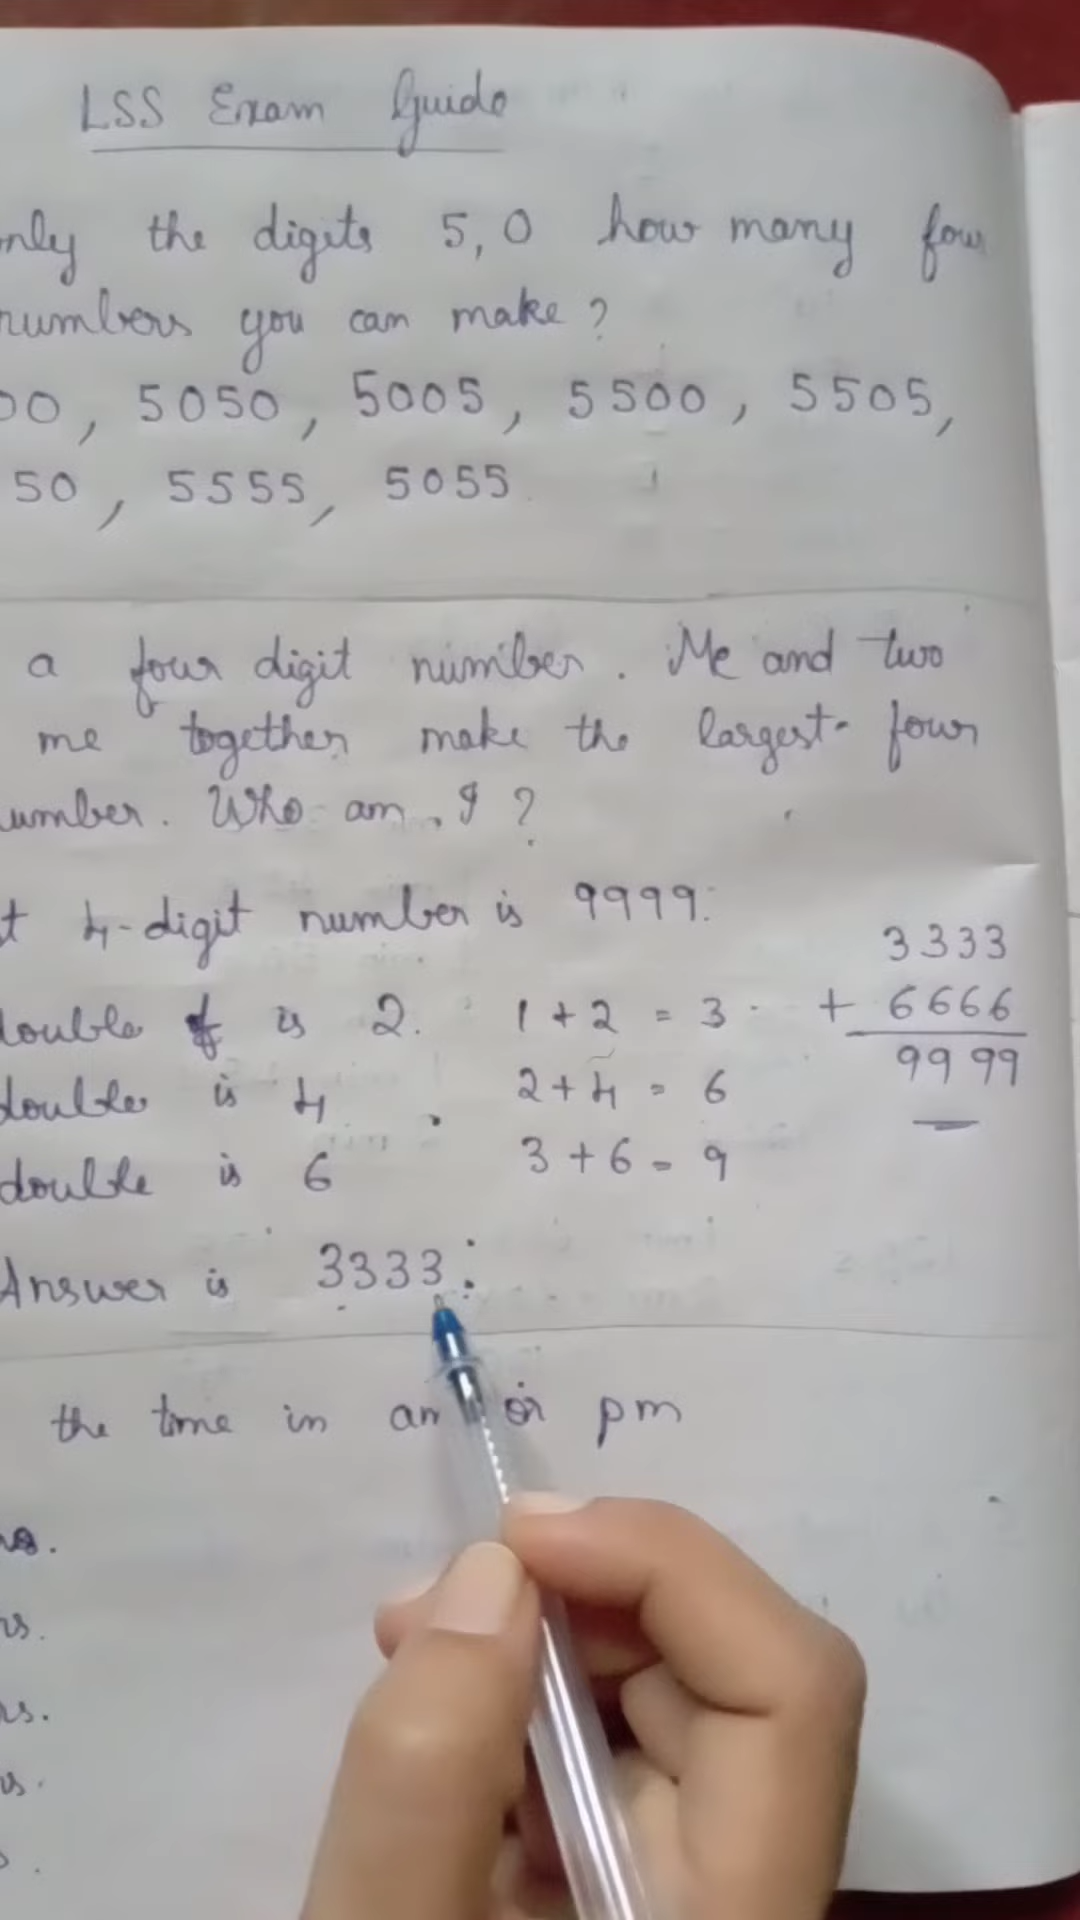 LSS Exam Guide
only the digits 5, 0 how many four
numbers you can make?
00, 5050, 5005, 5500, 5505,
50, 5555, 5055
a four digit number. Me and two
me together make the largest four
number. Who am I?
t 4-digit number is 9999.
3333
double is 2. 1 + 2 = 3
+ 6666
double is 4 2 + 4 = 6
9999
double is 6 3 + 6 = 9
Answer is 3333.
the time in am or pm